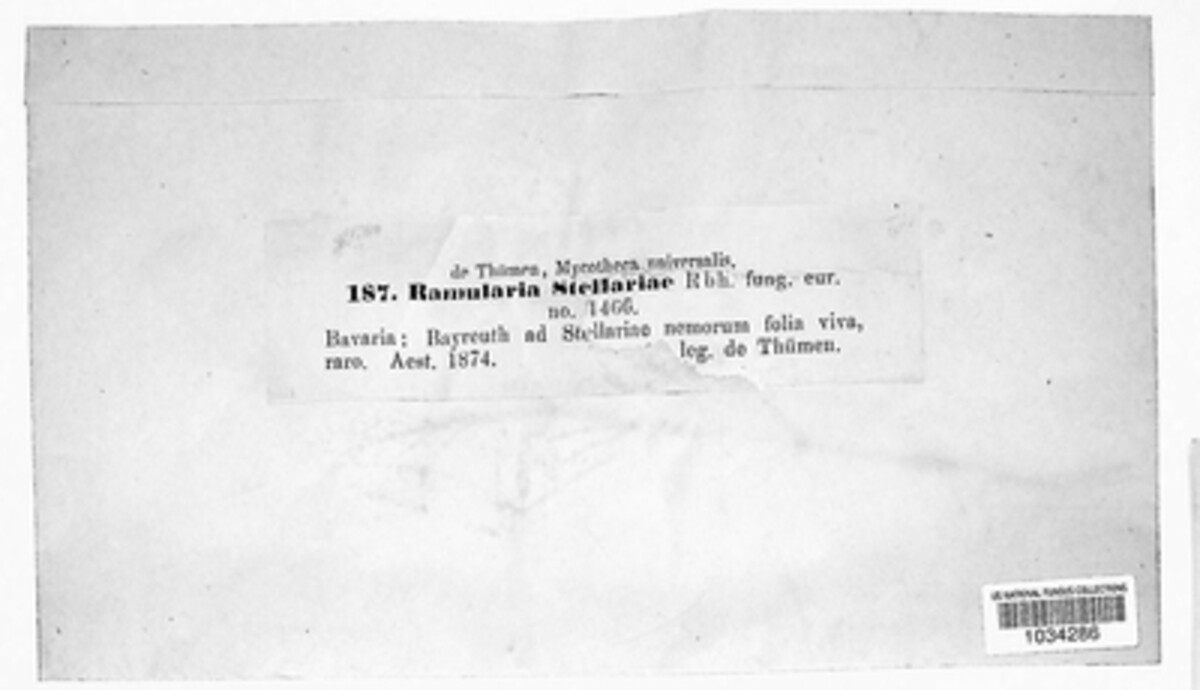 de Thümen, Mycotheca universalis.
187. Ramularia Stellariae Rbh. fung. eur.
no. 1466.
Bavaria; Bayreuth ad Stellariae nemorum folia viva,
raro. Aest. 1874. leg. de Thümen.
US NATIONAL FUNGUS COLLECTIONS
1034286